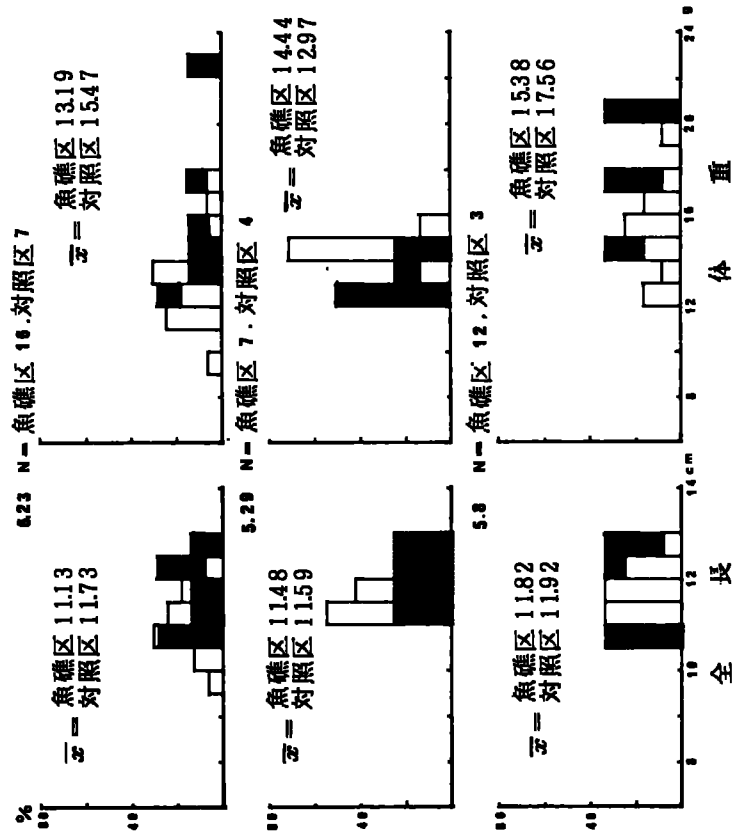 %
80
40
6.23
N= 魚礁区 16. 対照区 7
x̄= 魚礁区 11.13
対照区 11.73
x̄= 魚礁区 13.19
対照区 15.47
80
40
5.29
N= 魚礁区 7. 対照区 4
x̄= 魚礁区 11.48
対照区 11.59
x̄= 魚礁区 14.44
対照区 12.97
80
40
5.8
N= 魚礁区 12. 対照区 3
x̄= 魚礁区 11.82
対照区 11.92
x̄= 魚礁区 15.38
対照区 17.56
8 10 12 14cm
8 12 16 20 24g
全長
体重